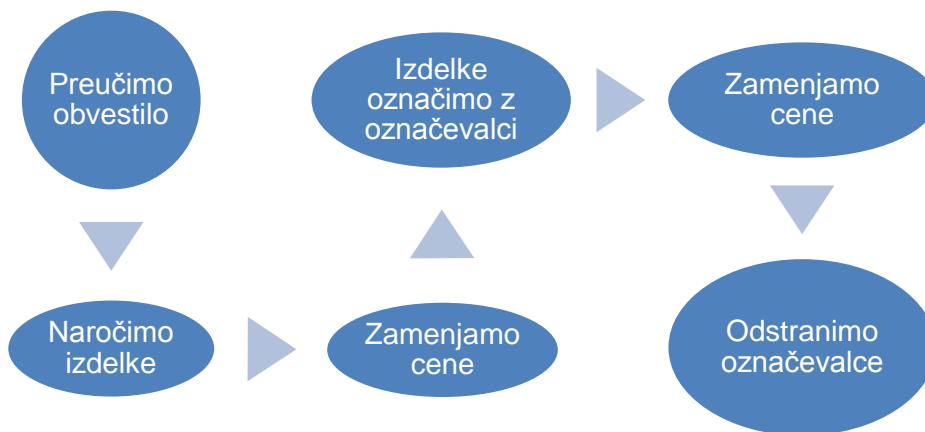 Preučimo
obvestilo
Naročimo
izdelke
Zamenjamo
cene
Izdelke
označimo z
označevalci
Zamenjamo
cene
Odstranimo
označevalce